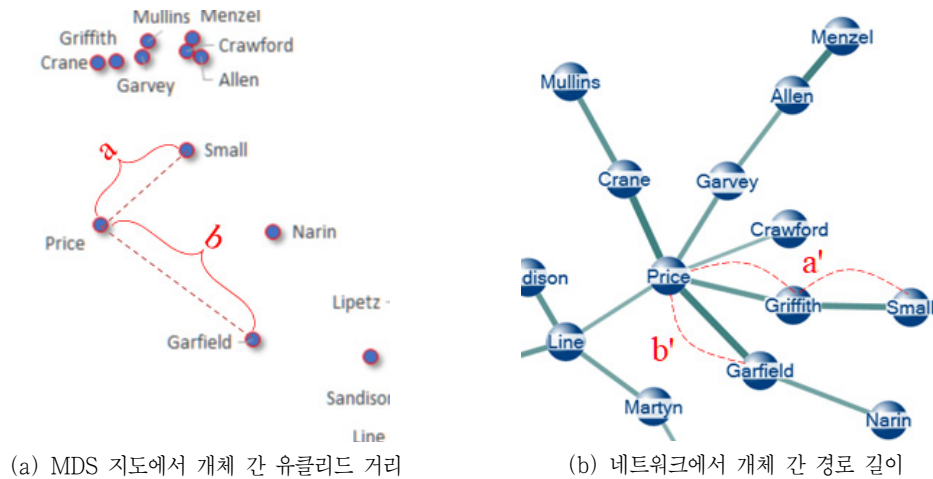 Mullins
Menzel
Griffith
Crawford
Crane
Garvey
Allen
a
Small
Price
b
Narin
Lipetz
Garfield
Sandison
Line
Menzel
Mullins
Allen
Crane
Garvey
Crawford
dison
Price
a'
Griffith
Small
Line
b'
Garfield
Martyn
Narin
(a) MDS 지도에서 개체 간 유클리드 거리
(b) 네트워크에서 개체 간 경로 길이